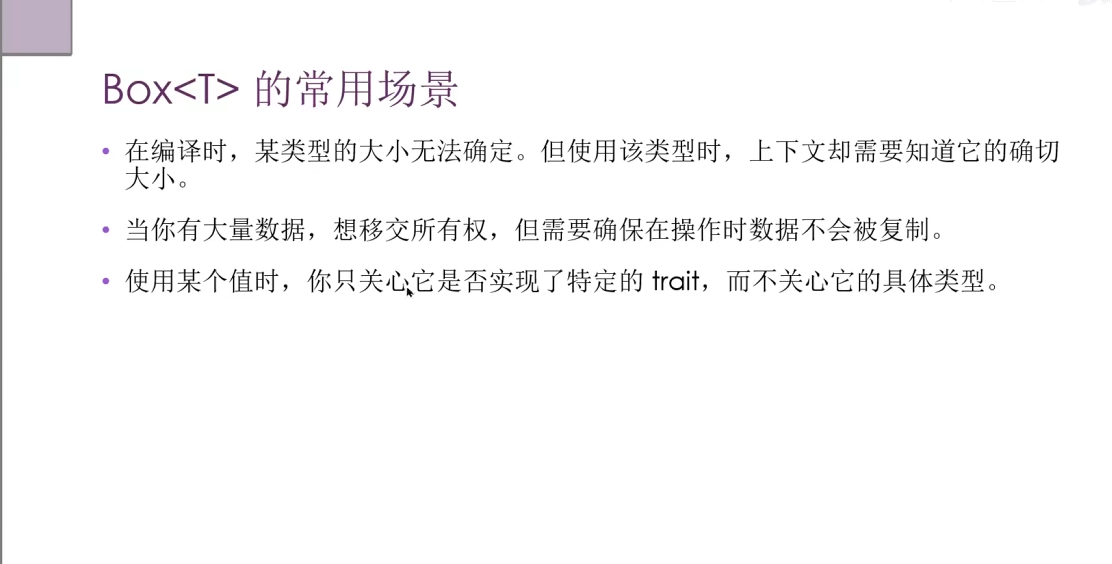 Box<T> 的常用场景
• 在编译时，某类型的大小无法确定。但使用该类型时，上下文却需要知道它的确切
大小。
• 当你有大量数据，想移交所有权，但需要确保在操作时数据不会被复制。
• 使用某个值时，你只关心它是否实现了特定的 trait，而不关心它的具体类型。